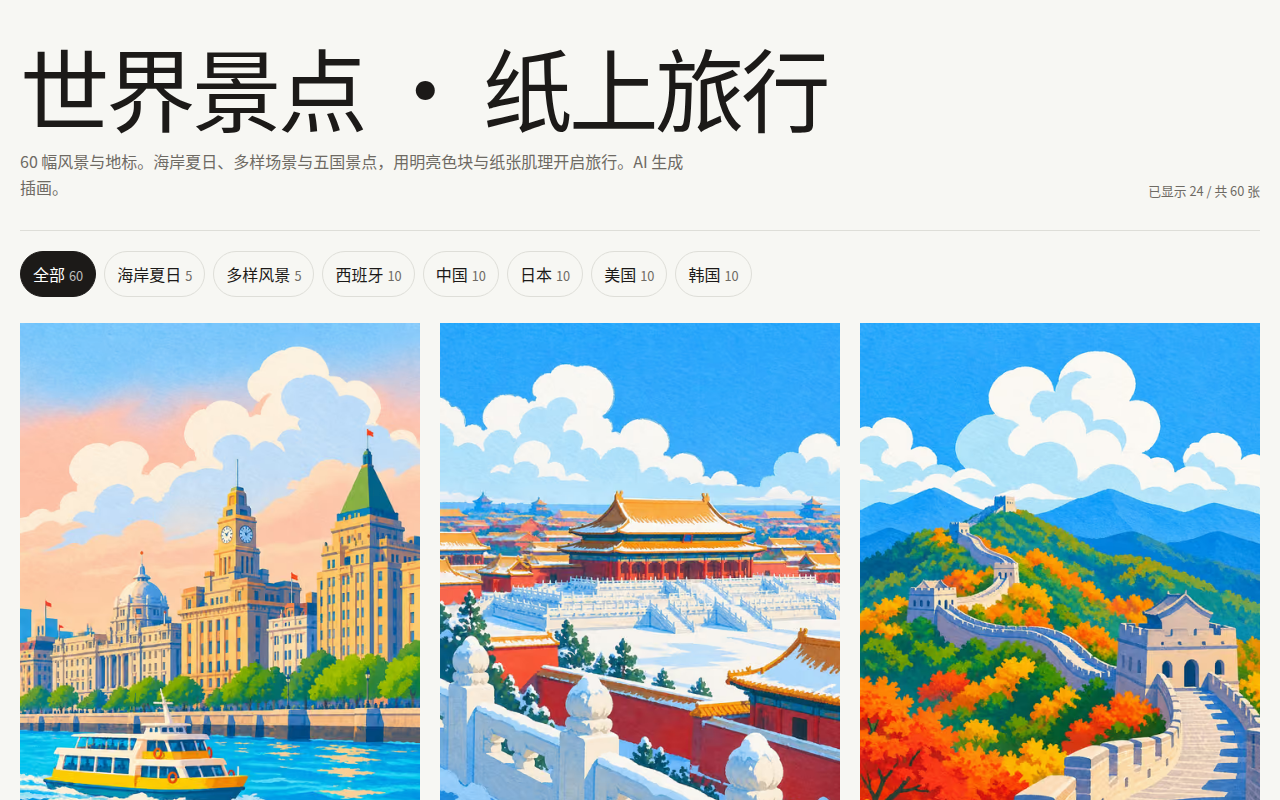 世界景点 · 纸上旅行
60 幅风景与地标。海岸夏日、多样场景与五国景点，用明亮色块与纸张肌理开启旅行。AI 生成
插画。
已显示 24 / 共 60 张
全部 60
海岸夏日 5
多样风景 5
西班牙 10
中国 10
日本 10
美国 10
韩国 10